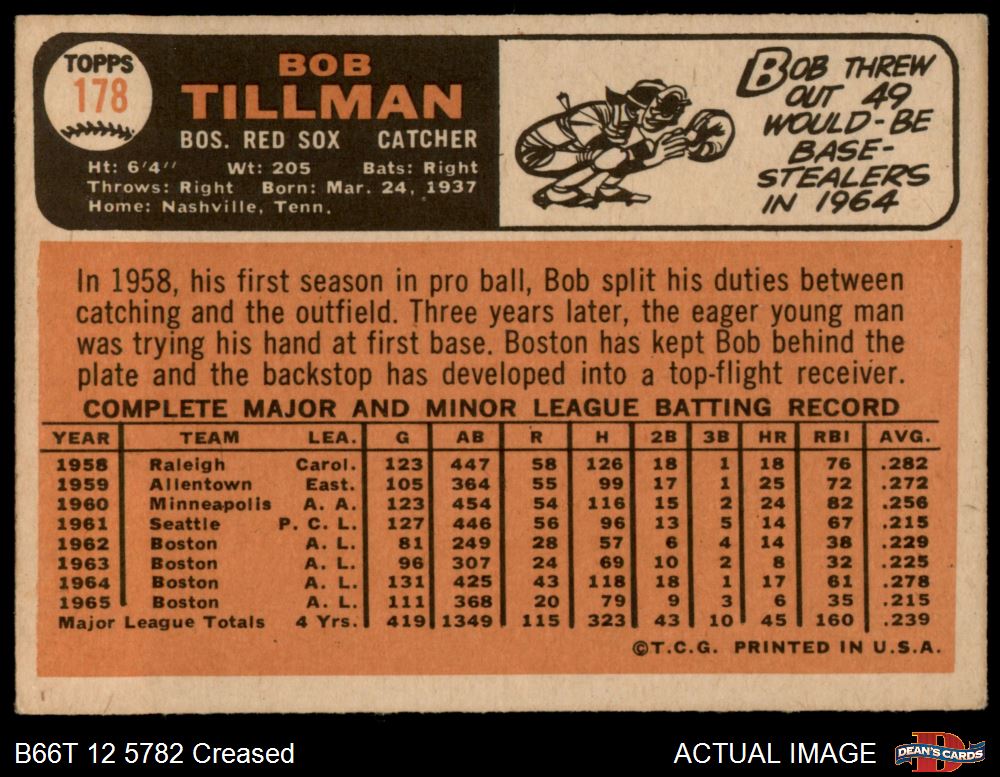 TOPPS
178
BOB
TILLMAN
BOS. RED SOX CATCHER
Ht: 6'4" Wt: 205 Bats: Right
Throws: Right Born: Mar. 24, 1937
Home: Nashville, Tenn.
BOB THREW
OUT 49
WOULD-BE
BASE-
STEALERS
IN 1964
In 1958, his first season in pro ball, Bob split his duties between
catching and the outfield. Three years later, the eager young man
was trying his hand at first base. Boston has kept Bob behind the
plate and the backstop has developed into a top-flight receiver.
COMPLETE MAJOR AND MINOR LEAGUE BATTING RECORD
YEAR TEAM LEA. G AB R H 2B 3B HR RBI AVG.
1958 Raleigh Carol. 123 447 58 126 18 1 18 76 .282
1959 Allentown East. 105 364 55 99 17 1 25 72 .272
1960 Minneapolis A. A. 123 454 54 116 15 2 24 82 .256
1961 Seattle P. C. L. 127 446 56 96 13 5 14 67 .215
1962 Boston A. L. 81 249 28 57 6 4 14 38 .229
1963 Boston A. L. 96 307 24 69 10 2 8 32 .225
1964 Boston A. L. 131 425 43 118 18 1 17 61 .278
1965 Boston A. L. 111 368 20 79 9 3 6 35 .215
Major League Totals 4 Yrs. 419 1349 115 323 43 10 45 160 .239
©T.C.G. PRINTED IN U.S.A.
B66T 12 5782 Creased ACTUAL IMAGE
DEAN'S CARDS